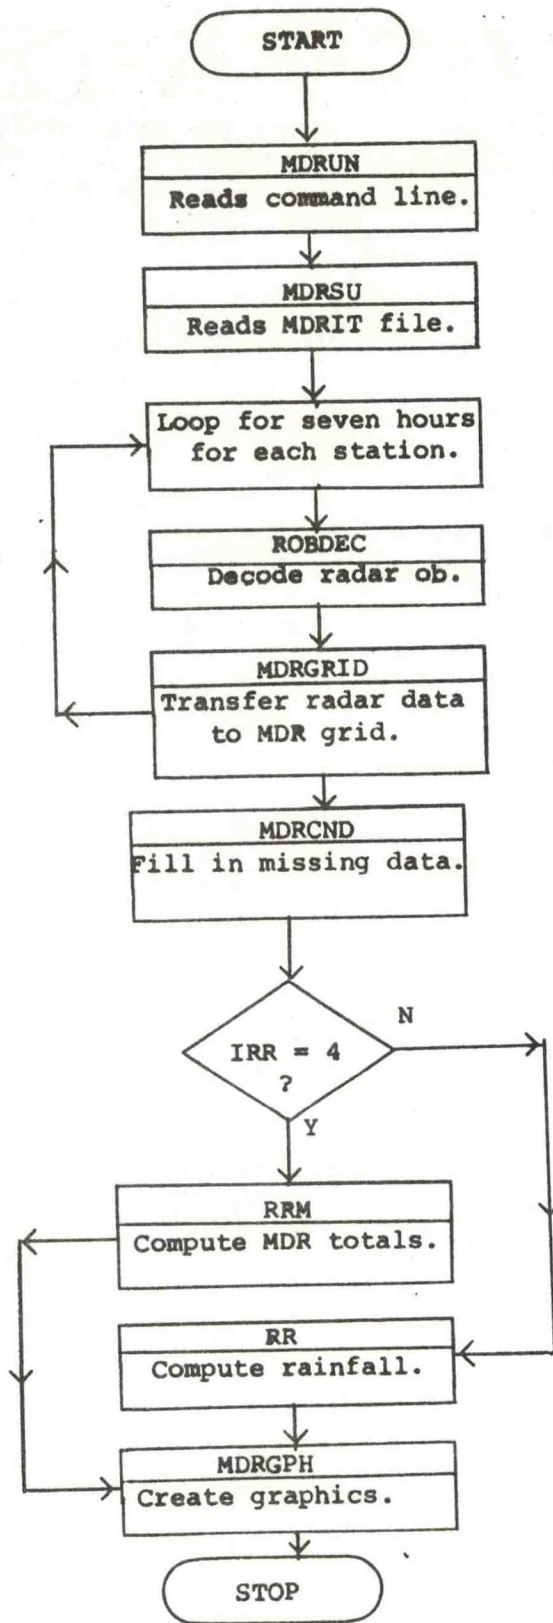 START
MDRUN
Reads command line.
MDRSU
Reads MDRIT file.
Loop for seven hours
for each station.
ROBDEC
Decode radar ob.
MDRGRID
Transfer radar data
to MDR grid.
MDRCND
Fill in missing data.
N
IRR = 4
?
Y
RRM
Compute MDR totals.
RR
Compute rainfall.
MDRGPH
Create graphics.
STOP